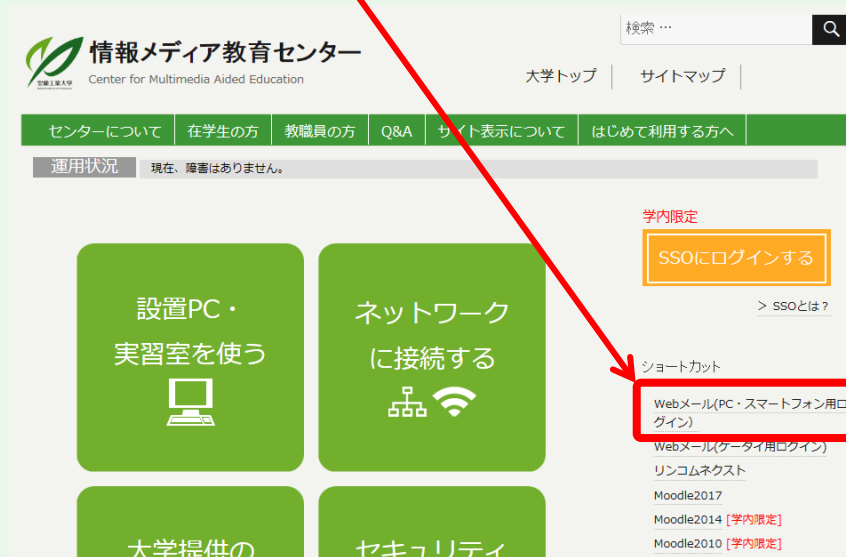 検索 …
情報メディア教育センター
Center for Multimedia Aided Education
室蘭工業大学
大学トップ
サイトマップ
センターについて
在学生の方
教職員の方
Q&A
サイト表示について
はじめて利用する方へ
運用状況
現在、障害はありません。
学内限定
SSOにログインする
> SSOとは?
設置PC・
実習室を使う
ネットワーク
に接続する
ショートカット
Webメール(PC・スマートフォン用ロ
グイン)
Webメール(ケータイ用ログイン)
リンコムネクスト
Moodle2017
Moodle2014 [学内限定]
Moodle2010 [学内限定]
大学提供の
セキュリティ